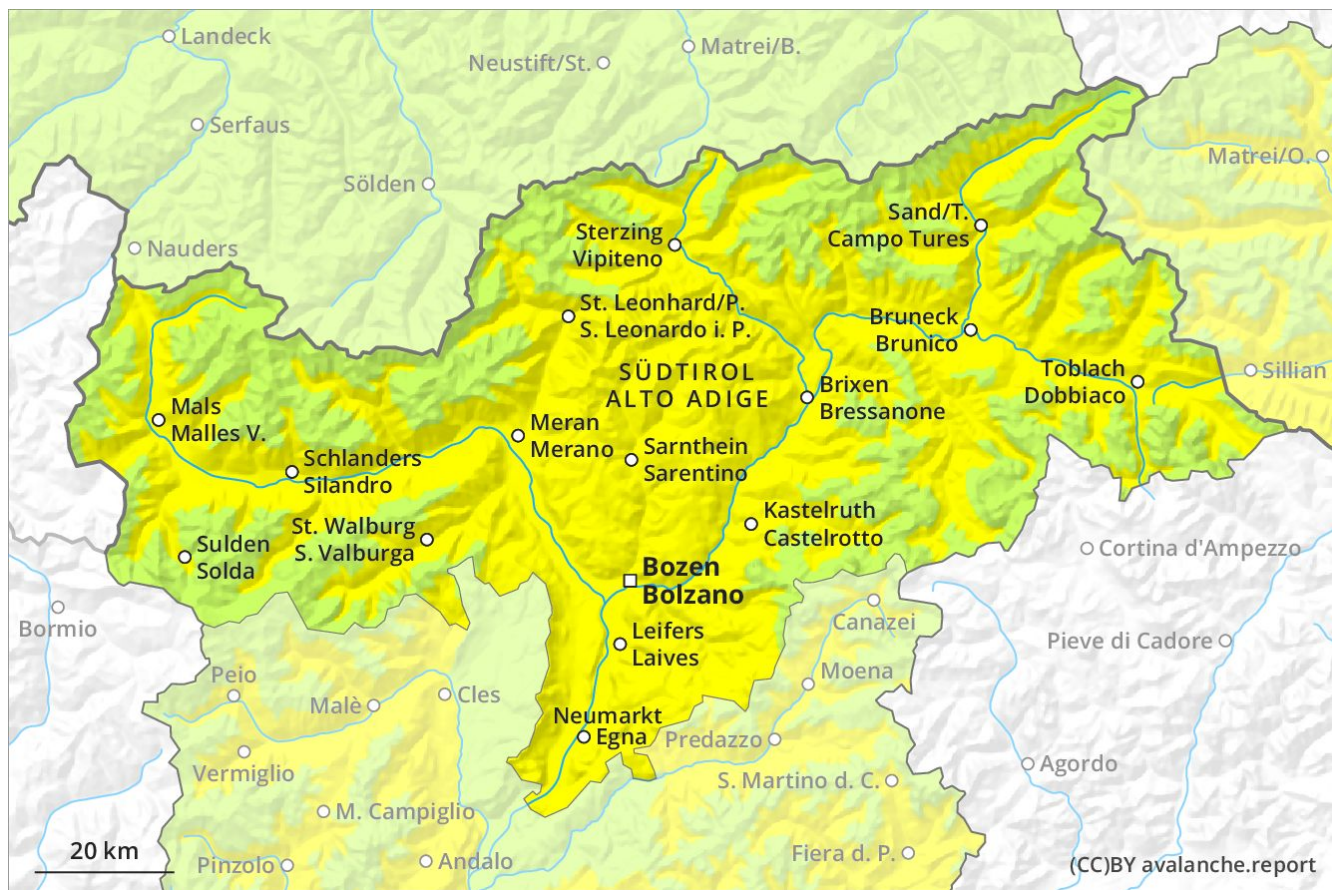 Landeck
Matrei/B.
Neustift/St.
Serfaus
Matrei/O.
Sölden
Sand/T.
Campo Tures
Sterzing
Vipiteno
Nauders
St. Leonhard/P.
S. Leonardo i. P.
Bruneck
Brunico
SÜDTIROL
ALTO ADIGE
Toblach
Dobbiaco
Sillian
Brixen
Bressanone
Mals
Malles V.
Meran
Merano
Sarnthein
Sarentino
Schlanders
Silandro
Kastelruth
Castelrotto
St. Walburg
S. Valburga
Sulden
Solda
Cortina d'Ampezzo
Bozen
Bolzano
Bormio
Canazei
Leifers
Laives
Pieve di Cadore
Peio
Moena
Malè
Cles
Neumarkt
Egna
Predazzo
Vermiglio
Agordo
S. Martino d. C.
M. Campiglio
20 km
Pinzolo
Andalo
Fiera d. P.
(CC)BY avalanche.report